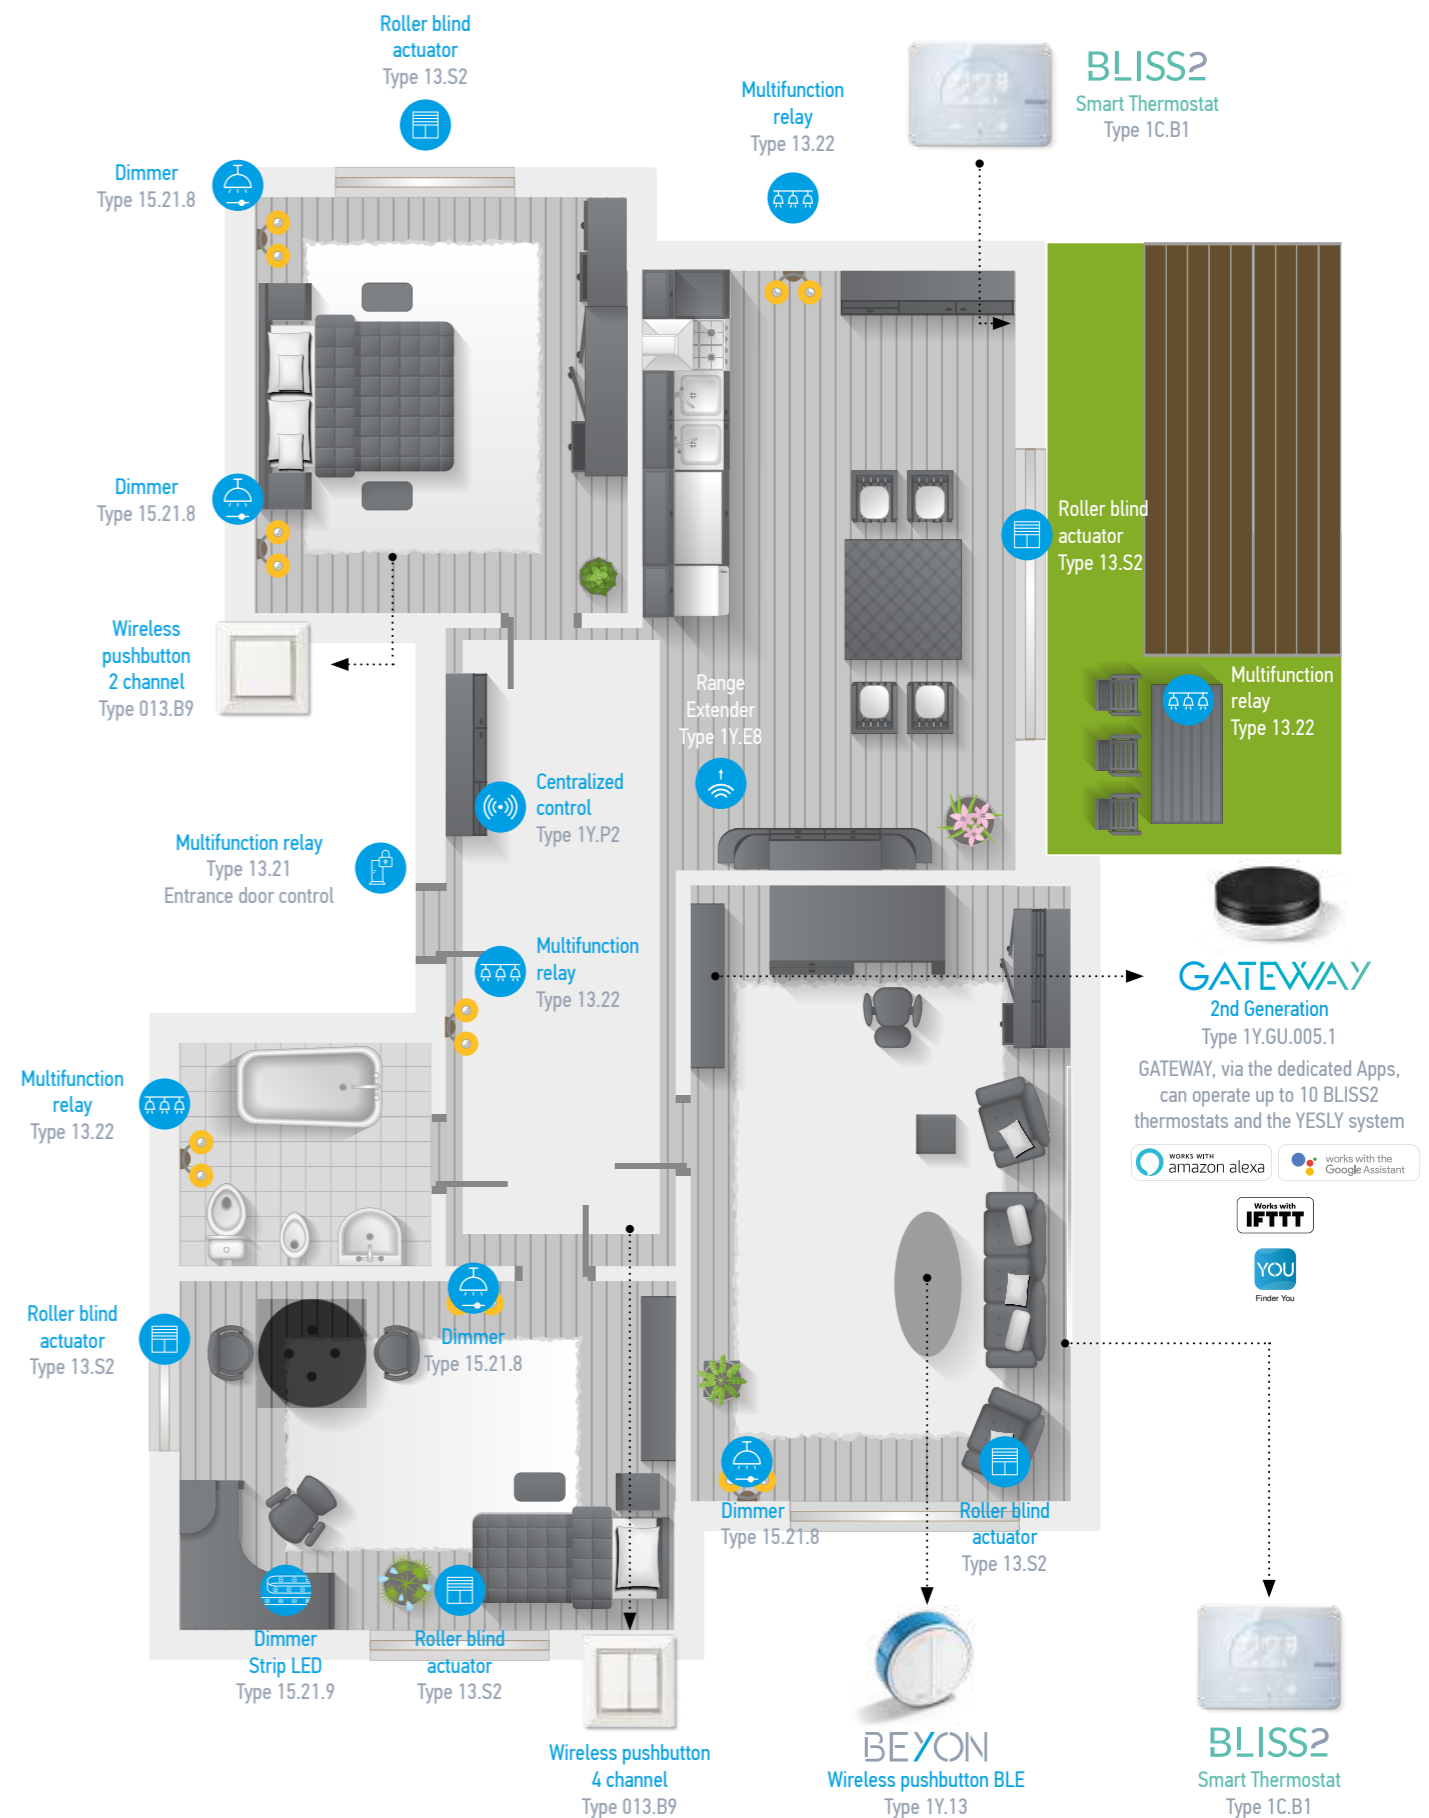 Roller blind
actuator
Type 13.S2
BLISS2
Smart Thermostat
Type 1C.B1
Multifunction
relay
Type 13.22
Dimmer
Type 15.21.8
Dimmer
Type 15.21.8
Roller blind
actuator
Type 13.S2
Wireless
pushbutton
2 channel
Type 013.B9
Range
Extender
Type 1Y.E8
Multifunction
relay
Type 13.22
Centralized
control
Type 1Y.P2
Multifunction relay
Type 13.21
Entrance door control
Multifunction
relay
Type 13.22
GATEWAY
2nd Generation
Type 1Y.GU.005.1
GATEWAY, via the dedicated Apps,
can operate up to 10 BLISS2
thermostats and the YESLY system
WORKS WITH
amazon alexa
works with the
Google Assistant
Works with
IFTTT
YOU
Finder You
Multifunction
relay
Type 13.22
Roller blind
actuator
Type 13.S2
Dimmer
Type 15.21.8
Dimmer
Type 15.21.8
Roller blind
actuator
Type 13.S2
Dimmer
Strip LED
Type 15.21.9
Roller blind
actuator
Type 13.S2
Wireless pushbutton
4 channel
Type 013.B9
BEYON
Wireless pushbutton BLE
Type 1Y.13
BLISS2
Smart Thermostat
Type 1C.B1